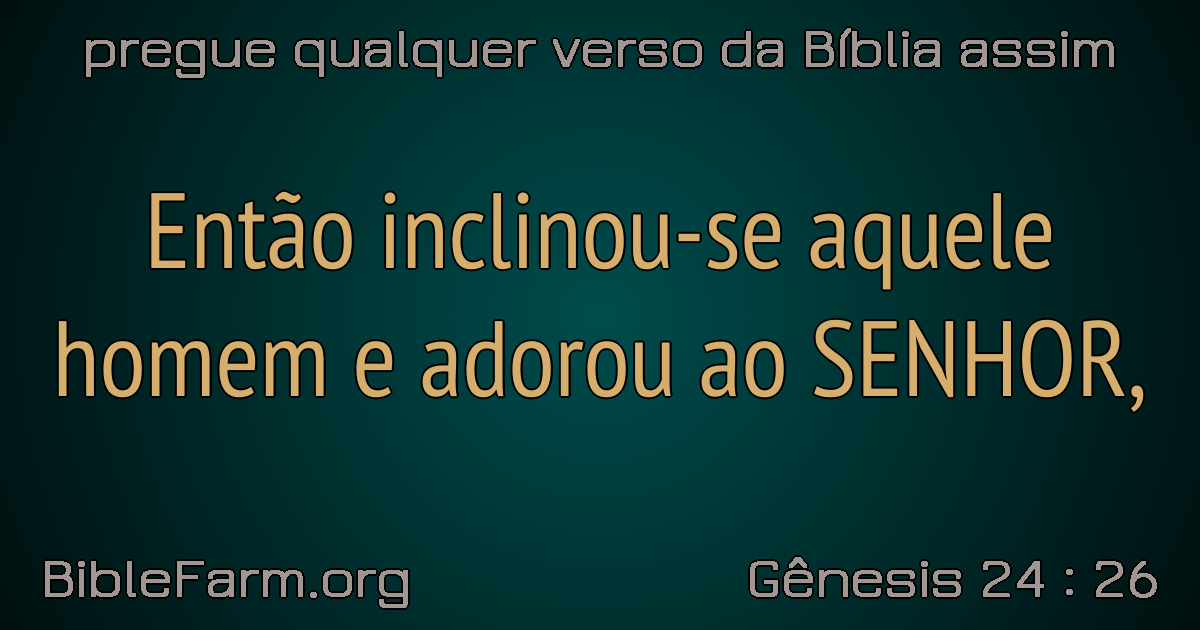 pregue qualquer verso da Bíblia assim
Então inclinou-se aquele
homem e adorou ao SENHOR,
BibleFarm.org
Gênesis 24 : 26